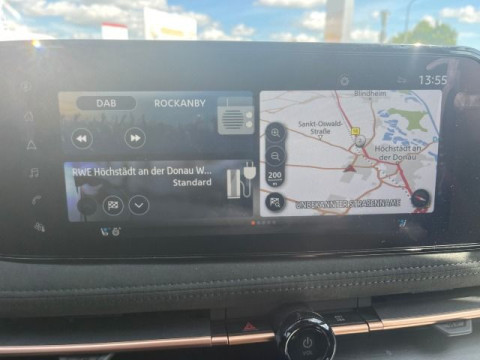 13:55
DAB
ROCKANBY
RWE Höchstädt an der Donau W...
Standard
Blindheim
Sankt-Oswald-
Straße
Höchstädt
an der Donau
200
UNBEKANNTER STRAßENNAME